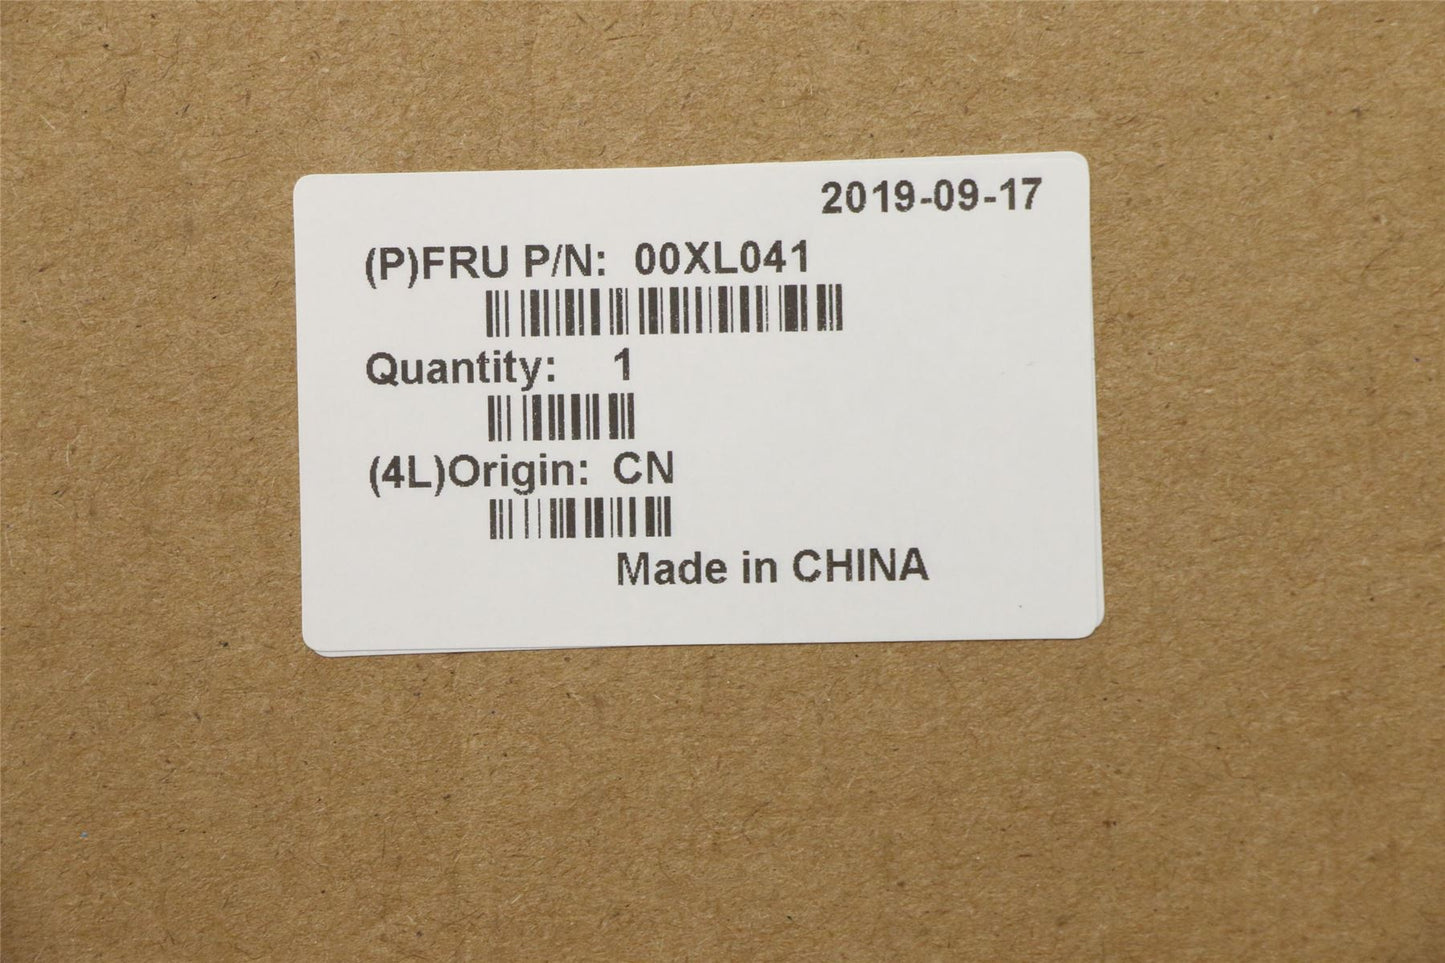 2019-09-17
(P)FRU P/N: 00XL041
Quantity: 1
(4L)Origin: CN
Made in CHINA